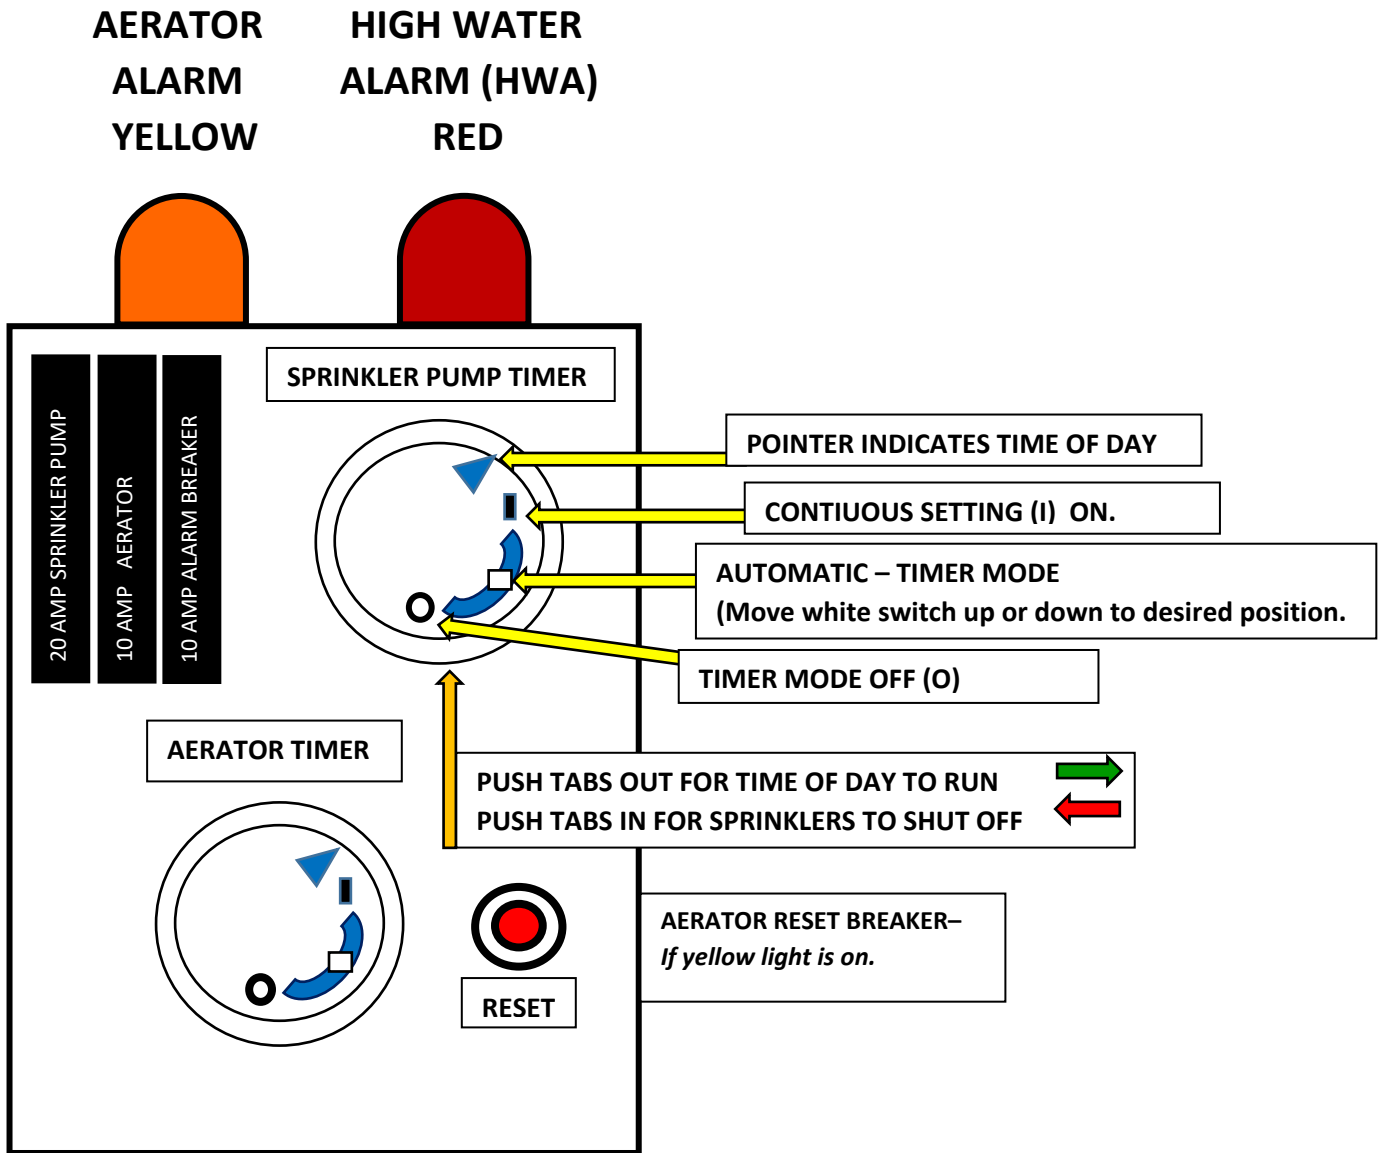 AERATOR
ALARM
YELLOW
HIGH WATER
ALARM (HWA)
RED
20 AMP SPRINKLER PUMP
10 AMP AERATOR
10 AMP ALARM BREAKER
SPRINKLER PUMP TIMER
POINTER INDICATES TIME OF DAY
CONTIUOUS SETTING (I) ON.
AUTOMATIC – TIMER MODE
(Move white switch up or down to desired position.
TIMER MODE OFF (O)
AERATOR TIMER
PUSH TABS OUT FOR TIME OF DAY TO RUN
PUSH TABS IN FOR SPRINKLERS TO SHUT OFF
AERATOR RESET BREAKER–
If yellow light is on.
RESET